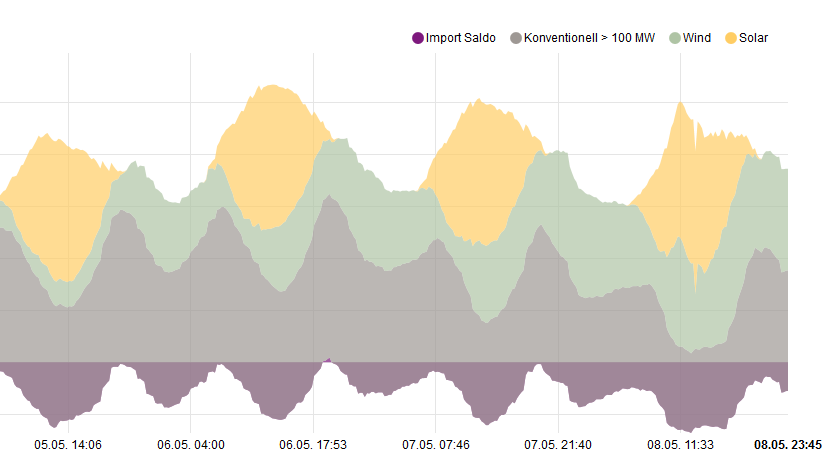 Import Saldo Konventionell > 100 MW Wind Solar
05.05. 14:06 06.05. 04:00 06.05. 17:53 07.05. 07:46 07.05. 21:40 08.05. 11:33 08.05. 23:45